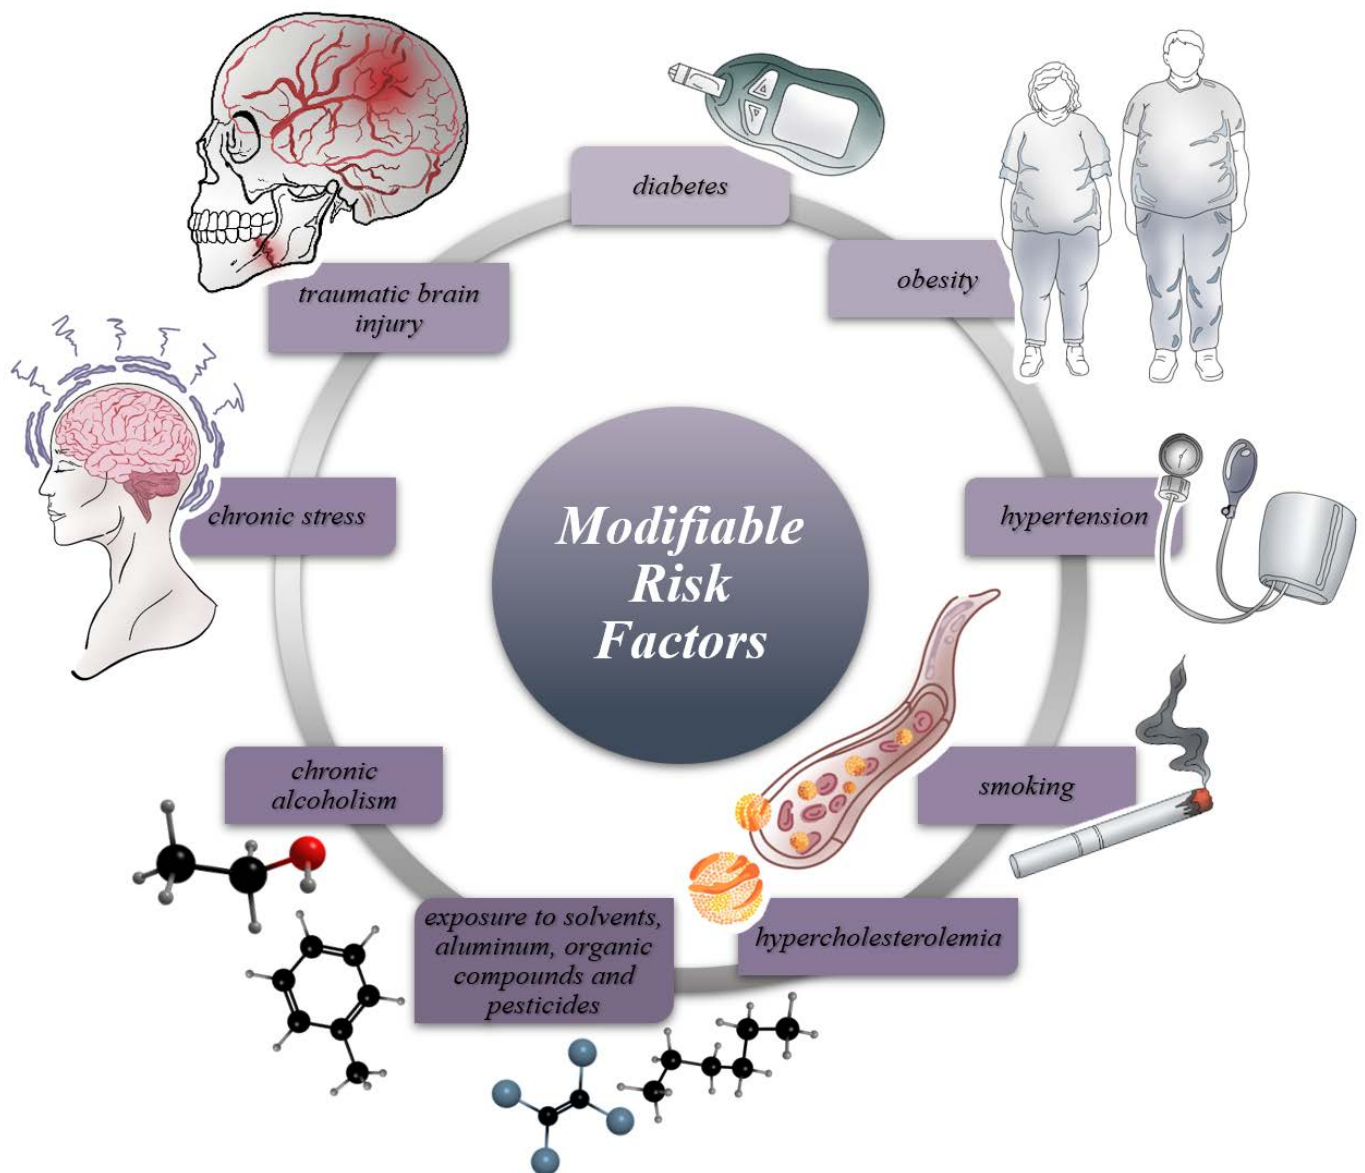 diabetes
obesity
traumatic brain
injury
Modifiable
Risk
Factors
chronic stress
hypertension
chronic
alcoholism
smoking
exposure to solvents,
aluminum, organic
compounds and
pesticides
hypercholesterolemia